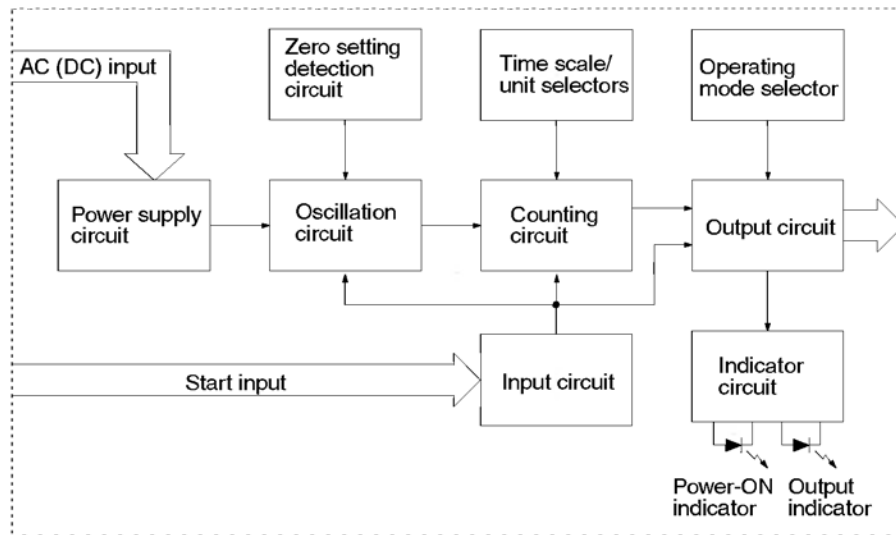 AC (DC) input
Zero setting
detection
circuit
Time scale/
unit selectors
Operating
mode selector
Power supply
circuit
Oscillation
circuit
Counting
circuit
Output circuit
Start input
Input circuit
Indicator
circuit
Power-ON
indicator
Output
indicator